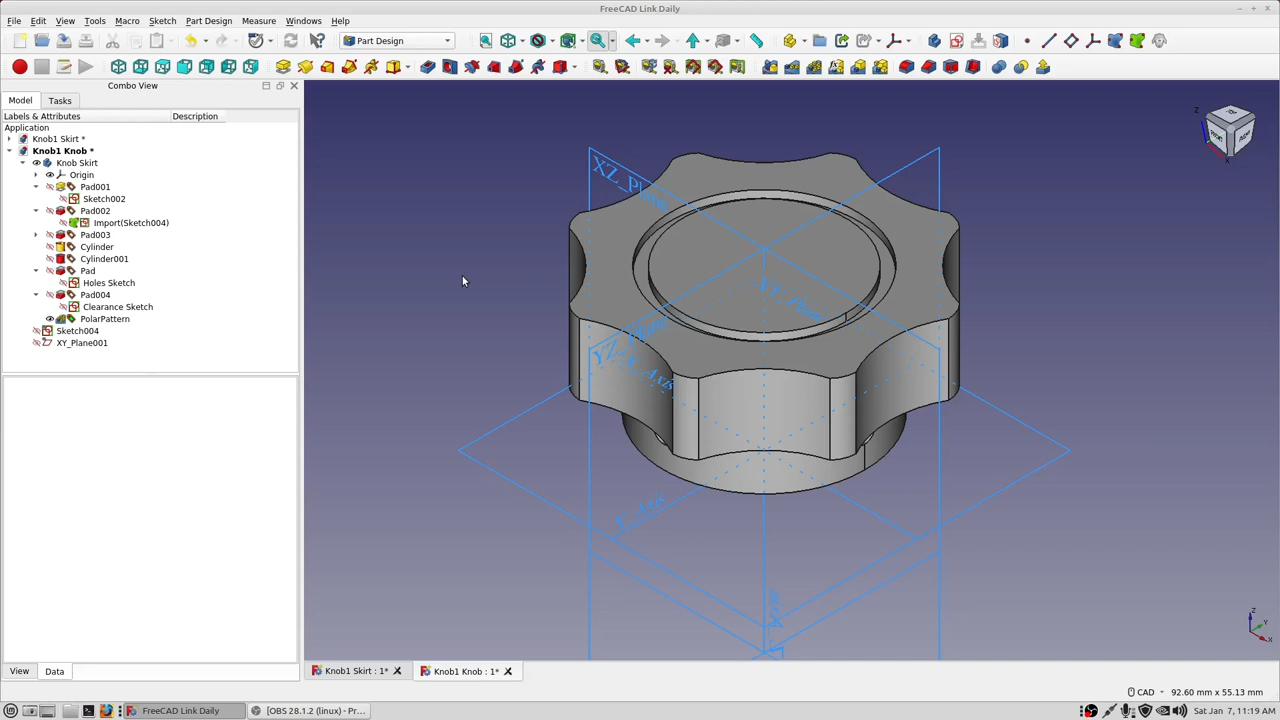 FreeCAD Link Daily
File Edit View Tools Macro Sketch Part Design Measure Windows Help
Part Design
Combo View
Model Tasks
Labels & Attributes Description
Application
Knob1 Skirt *
Knob1 Knob *
Knob Skirt
Origin
Pad001
Sketch002
Pad002
Import(Sketch004)
Pad003
Cylinder
Cylinder001
Pad
Holes Sketch
Pad004
Clearance Sketch
PolarPattern
Sketch004
XY_Plane001
XZ_Plane
XY_Plane
View Data
Knob1 Skirt : 1*
Knob1 Knob : 1*
CAD 92.60 mm x 55.13 mm
FreeCAD Link Daily
[OBS 28.1.2 (linux) - Pr...
Sat Jan 7, 11:19 AM